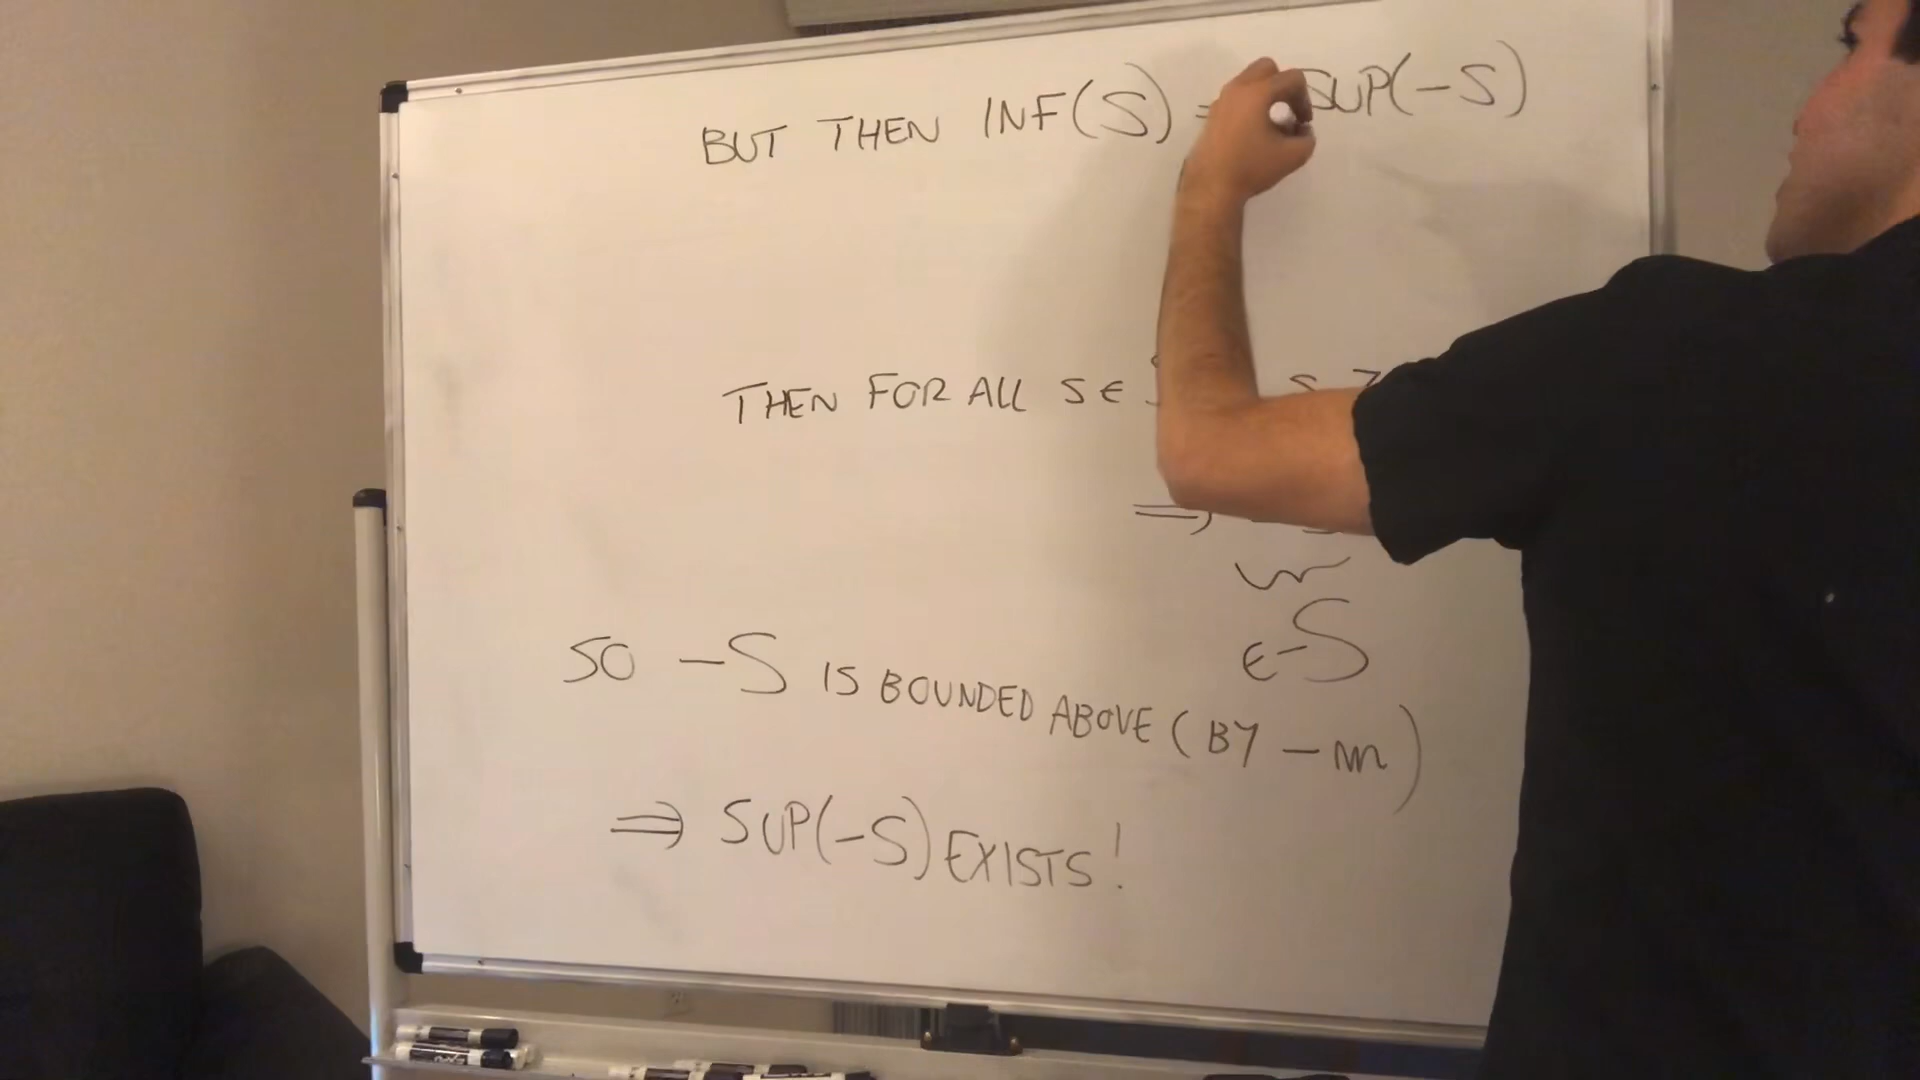 BUT THEN INF(S) = SUP(-S)
THEN FOR ALL S ∈ S
⇒
∈ -S
SO -S IS BOUNDED ABOVE (BY -m)
⇒ SUP(-S) EXISTS!